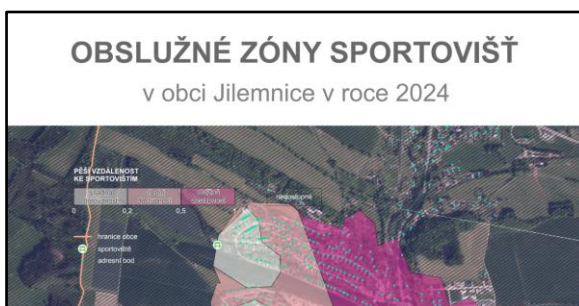 OBSLUŽNÉ ZÓNY SPORTOVIŠŤ
v obci Jilemnice v roce 2024
PĚŠÍ VZDÁLENOST
KE SPORTOVIŠTÍM
nedostupné
0 0,2 0,5
hranice obce
sportoviště
adresní bod